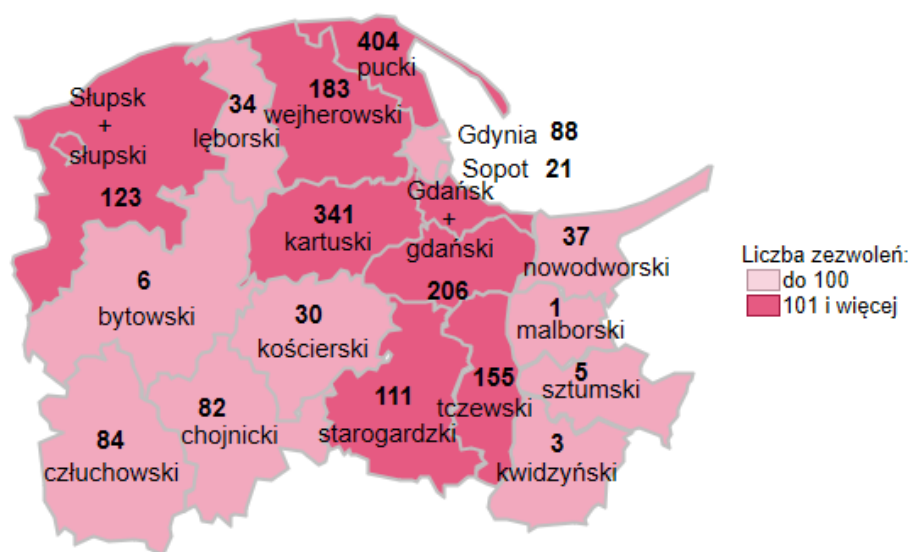 404
pucki
183
wejherowski
34
lęborski
Słupsk
+
słupski
123
Gdynia 88
Sopot 21
Gdańsk
+
gdański
206
341
kartuski
37
nowodworski
6
bytowski
30
kościerski
1
malborski
5
sztumski
155
tczewski
111
starogardzki
82
chojnicki
84
człuchowski
3
kwidzyński
Liczba zezwoleń:
do 100
101 i więcej